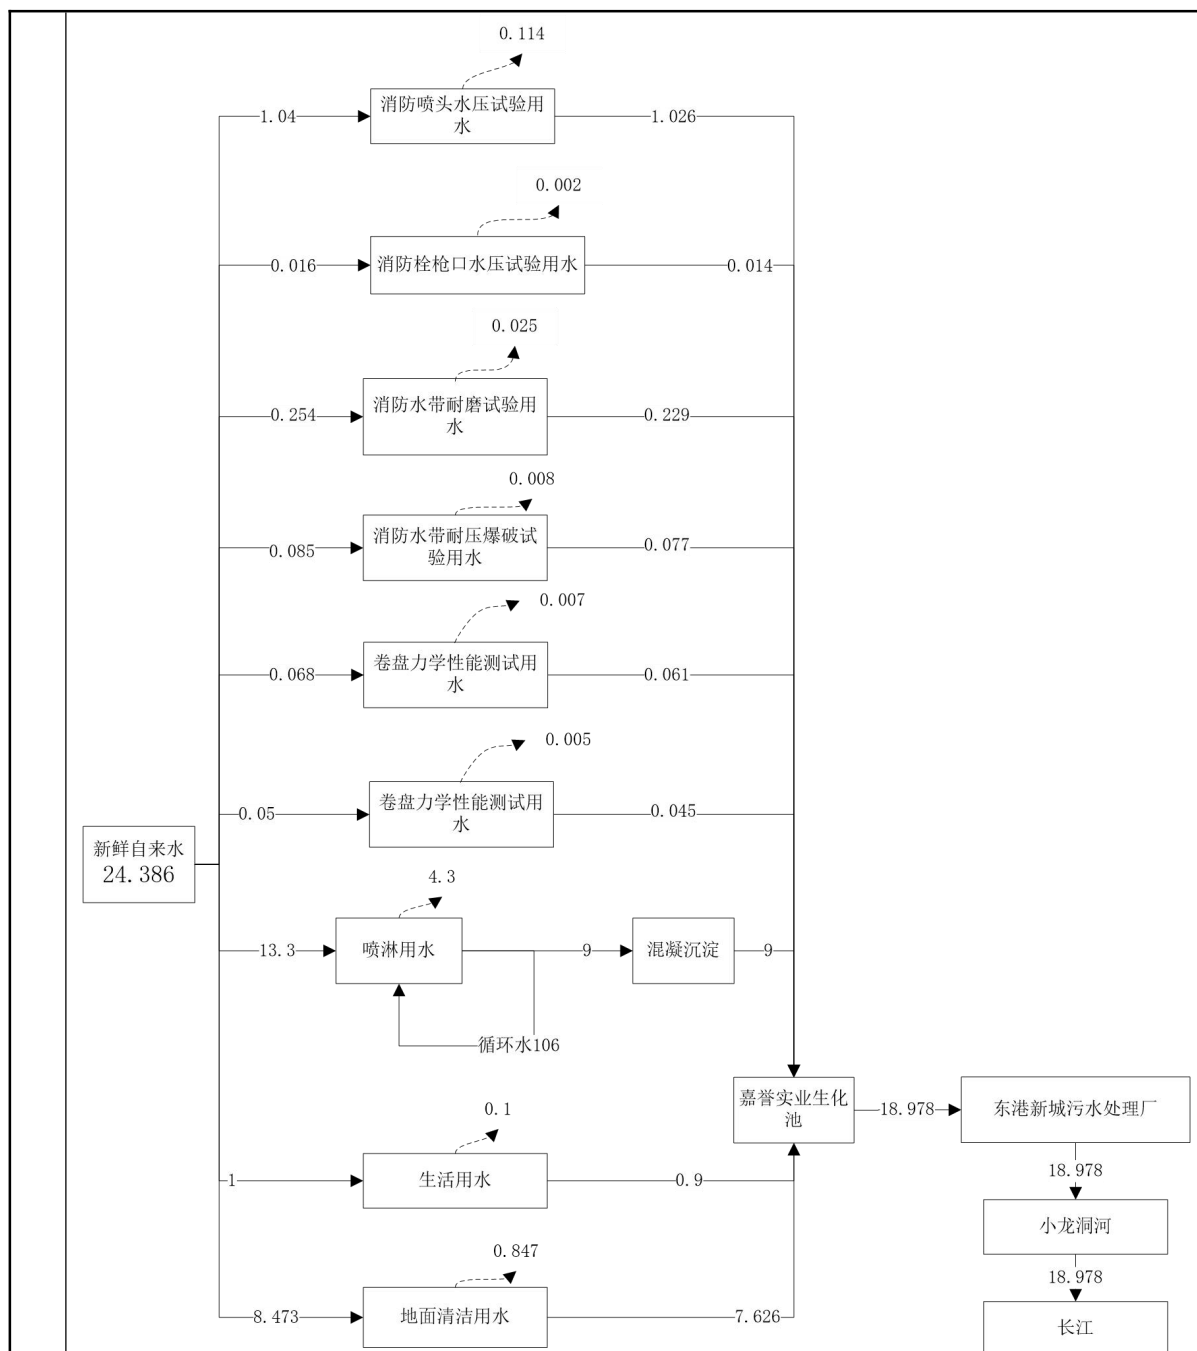 0.114
1.04
消防喷头水压试验用
水
1.026
0.002
0.016
消防栓枪口水压试验用水
0.014
0.025
0.254
消防水带耐磨试验用
水
0.229
0.008
0.085
消防水带耐压爆破试
验用水
0.077
0.007
0.068
卷盘力学性能测试用
水
0.061
0.005
0.05
卷盘力学性能测试用
水
0.045
新鲜自来水
24.386
4.3
13.3
喷淋用水
9
混凝沉淀
9
循环水106
嘉誉实业生化
池
18.978
东港新城污水处理厂
0.1
1
生活用水
0.9
18.978
小龙洞河
0.847
8.473
地面清洁用水
7.626
18.978
长江